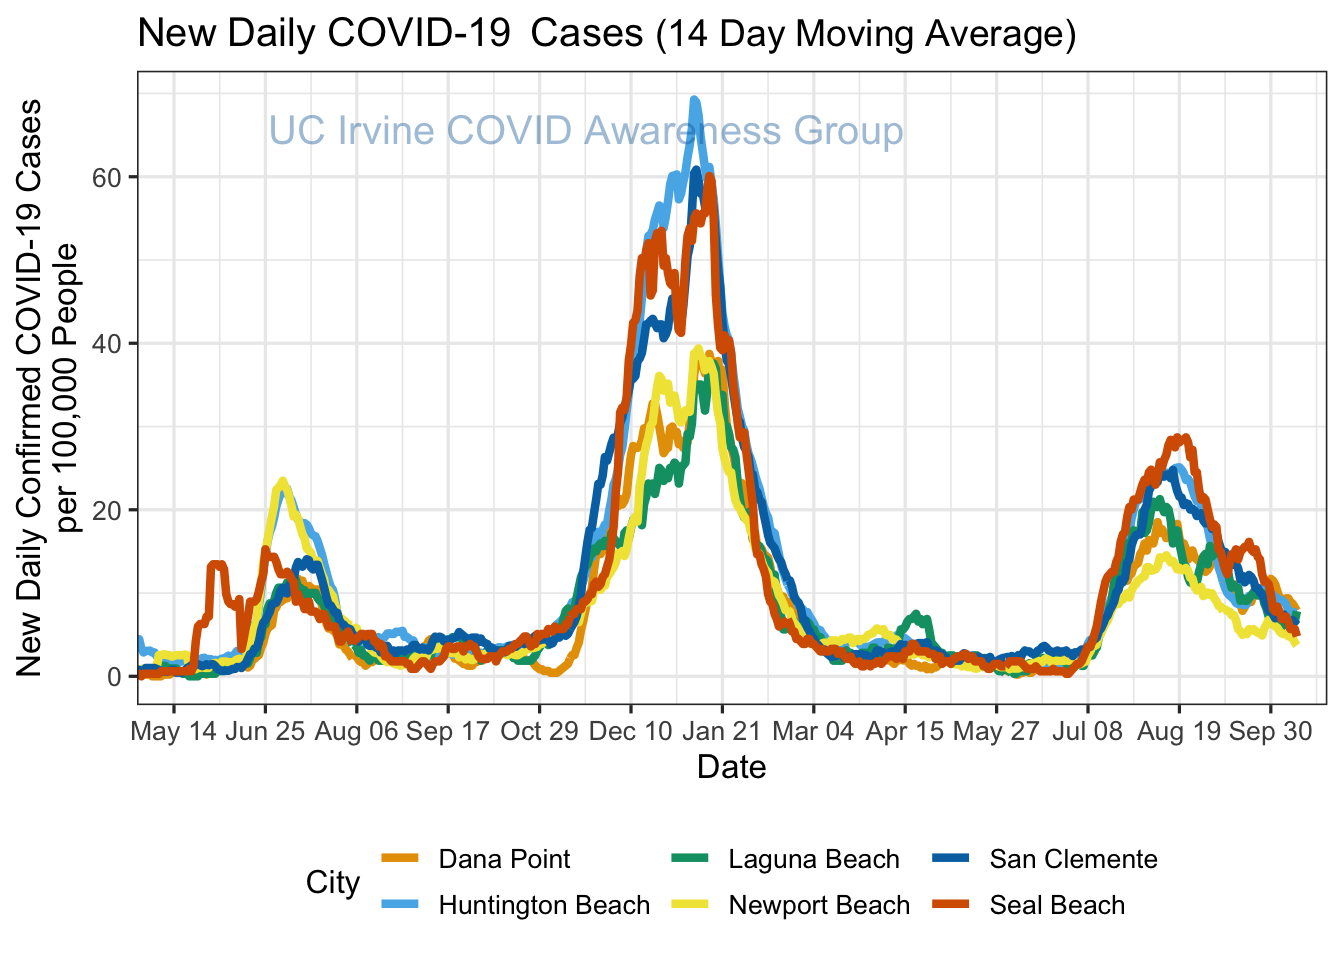 New Daily COVID-19 Cases (14 Day Moving Average)
UC Irvine COVID Awareness Group
New Daily Confirmed COVID-19 Cases
per 100,000 People
60
40
20
0
May 14 Jun 25 Aug 06 Sep 17 Oct 29 Dec 10 Jan 21 Mar 04 Apr 15 May 27 Jul 08 Aug 19 Sep 30
Date
City
Dana Point Laguna Beach San Clemente
Huntington Beach Newport Beach Seal Beach